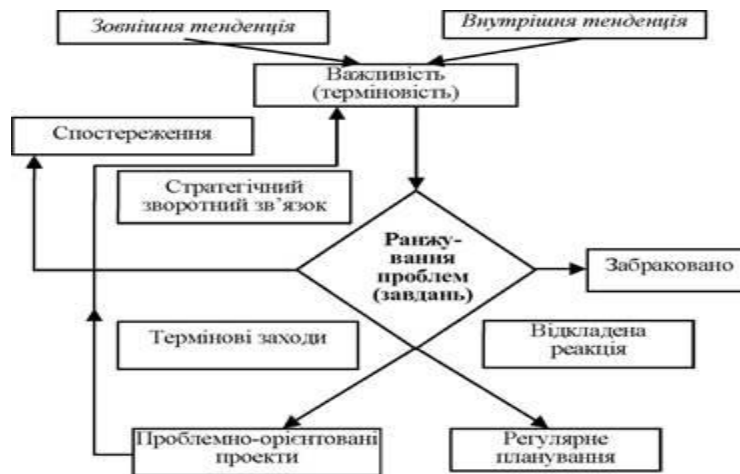 Зовнішня тенденція
Внутрішня тенденція
Важливість
(терміновість)
Спостереження
Стратегічний
зворотний зв’язок
Ранжу-
вання
проблем
(завдань)
Забраковано
Термінові заходи
Відкладена
реакція
Проблемно-орієнтовані
проекти
Регулярне
планування